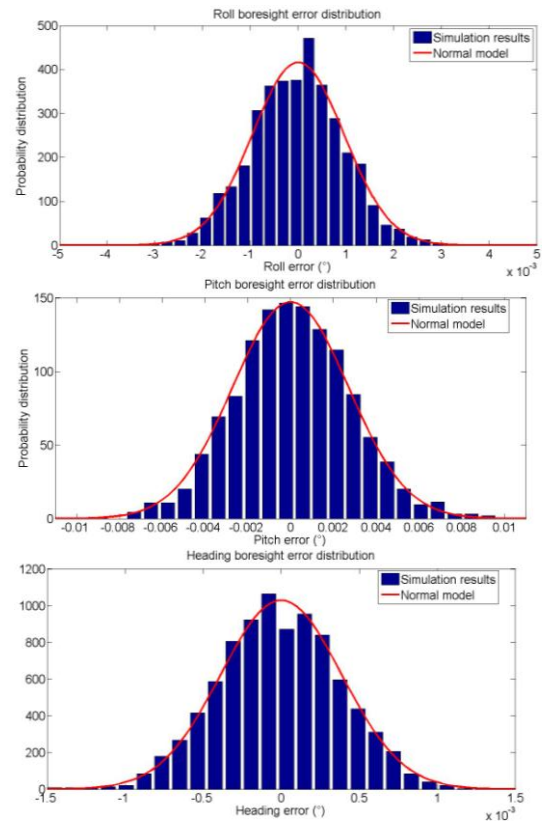 Roll boresight error distribution
500
400
300
200
100
0
Probability distribution
Simulation results
Normal model
-5 -4 -3 -2 -1 0 1 2 3 4 5
Roll error (°)
x 10⁻³
Pitch boresight error distribution
150
100
50
0
Probability distribution
Simulation results
Normal model
-0.01 -0.008 -0.006 -0.004 -0.002 0 0.002 0.004 0.006 0.008 0.01
Pitch error (°)
Heading boresight error distribution
1200
1000
800
600
400
200
0
Simulation results
Normal model
-1.5 -1 -0.5 0 0.5 1 1.5
Heading error (°)
x 10⁻³